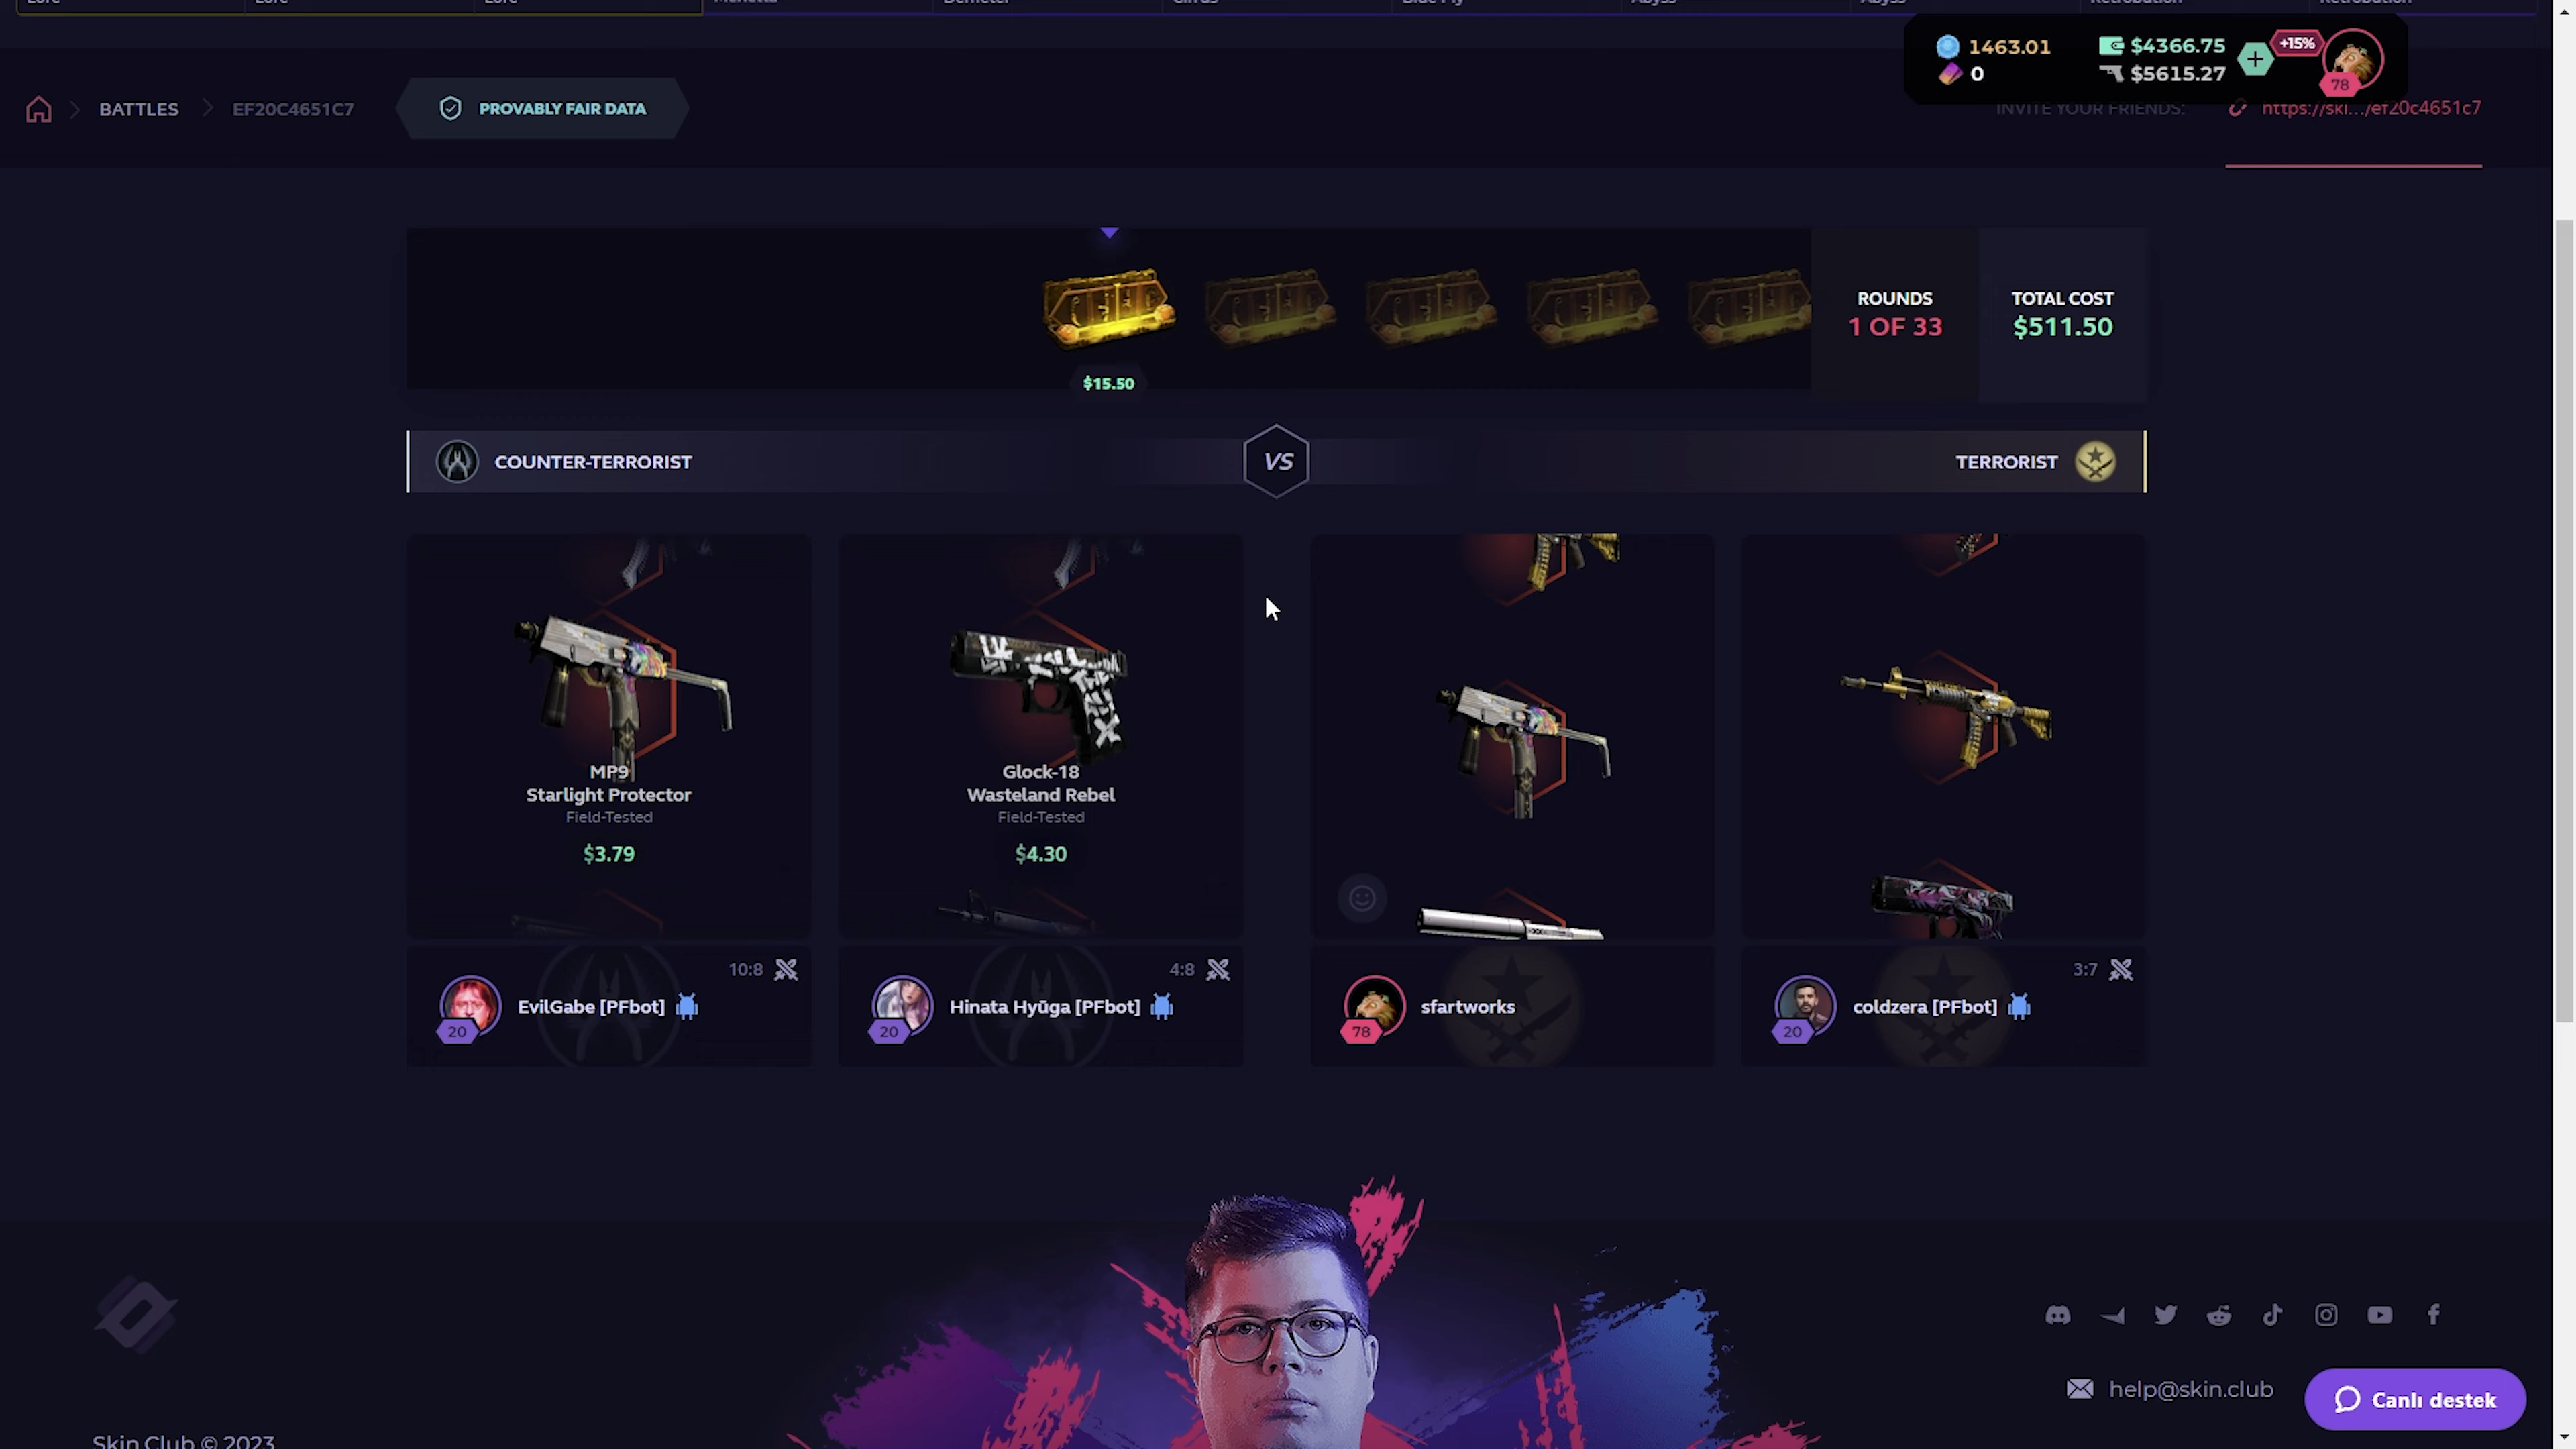 1463.01
$4366.75
+15%
0
$5615.27
78
BATTLES
EF20C4651C7
PROVABLY FAIR DATA
INVITE YOUR FRIENDS:
https://ski.../ef20c4651c7
ROUNDS
1 OF 33
TOTAL COST
$511.50
$15.50
COUNTER-TERRORIST
VS
TERRORIST
MP9
Starlight Protector
Field-Tested
$3.79
Glock-18
Wasteland Rebel
Field-Tested
$4.30
10:8
EvilGabe [PFbot]
20
4:8
Hinata Hyūga [PFbot]
20
sfartworks
78
3:7
coldzera [PFbot]
20
help@skin.club
Canlı destek
Skin Club © 2023